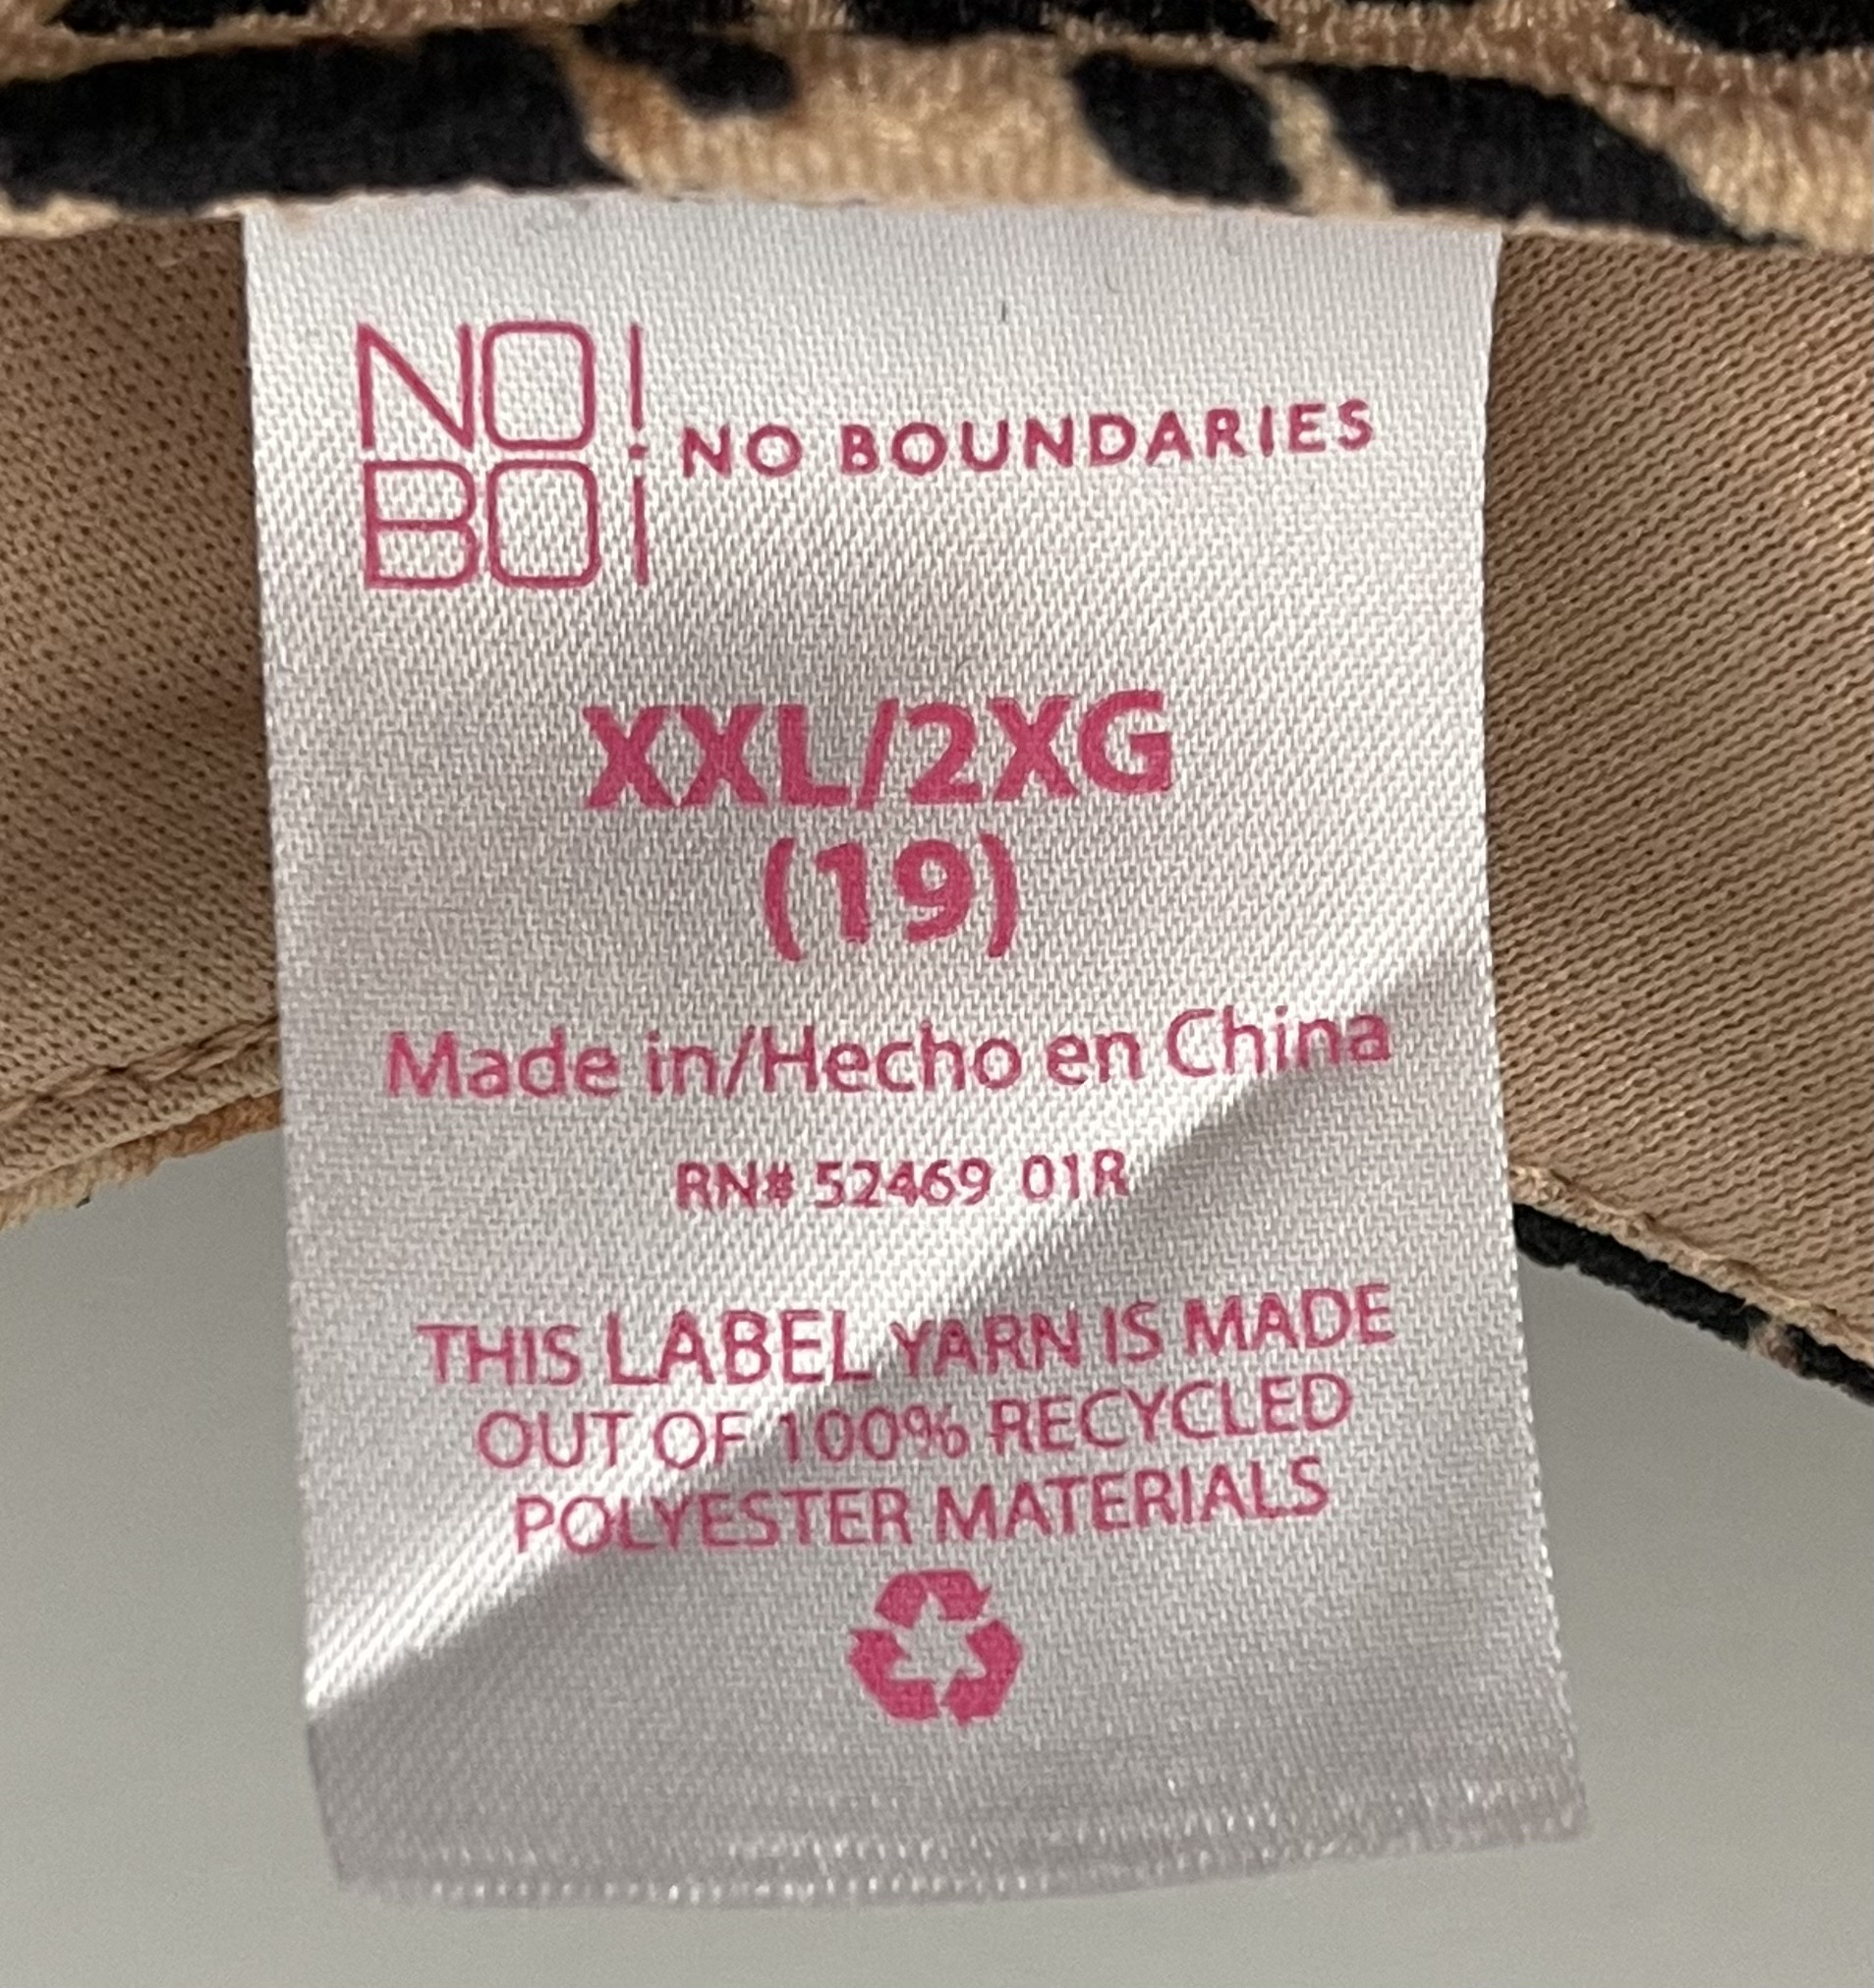 NO!
BO¡
NO BOUNDARIES
XXL/2XG
(19)
Made in/Hecho en China
RN# 52469 01R
THIS LABEL YARN IS MADE
OUT OF 100% RECYCLED
POLYESTER MATERIALS